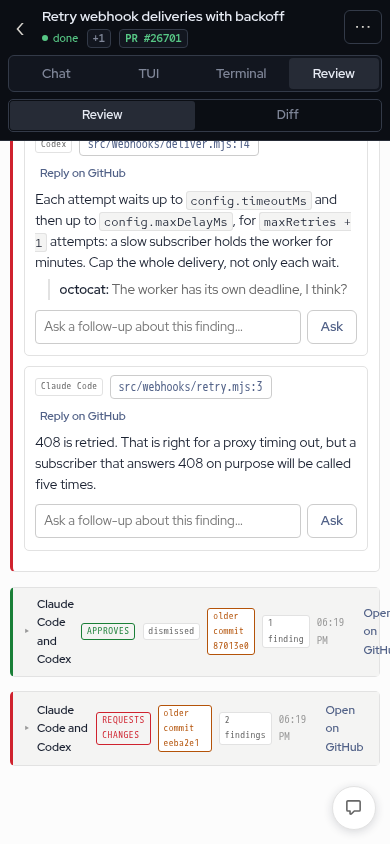 Retry webhook deliveries with backoff
done +1 PR #26701
Chat TUI Terminal Review
Review Diff
Codex src/webhooks/deliver.mjs:14
Reply on GitHub
Each attempt waits up to config.timeoutMs and
then up to config.maxDelayMs, for maxRetries +
1 attempts: a slow subscriber holds the worker for
minutes. Cap the whole delivery, not only each wait.
octocat: The worker has its own deadline, I think?
Ask a follow-up about this finding... Ask
Claude Code src/webhooks/retry.mjs:3
Reply on GitHub
408 is retried. That is right for a proxy timing out, but a
subscriber that answers 408 on purpose will be called
five times.
Ask a follow-up about this finding... Ask
Claude
Code
and
Codex
APPROVES
dismissed
older
commit
87013e0
1
finding
06:19
PM
Open
on
GitHu
Claude
Code and
Codex
REQUESTS
CHANGES
older
commit
eeba2e1
2
findings
06:19
PM
Open
on
GitHub